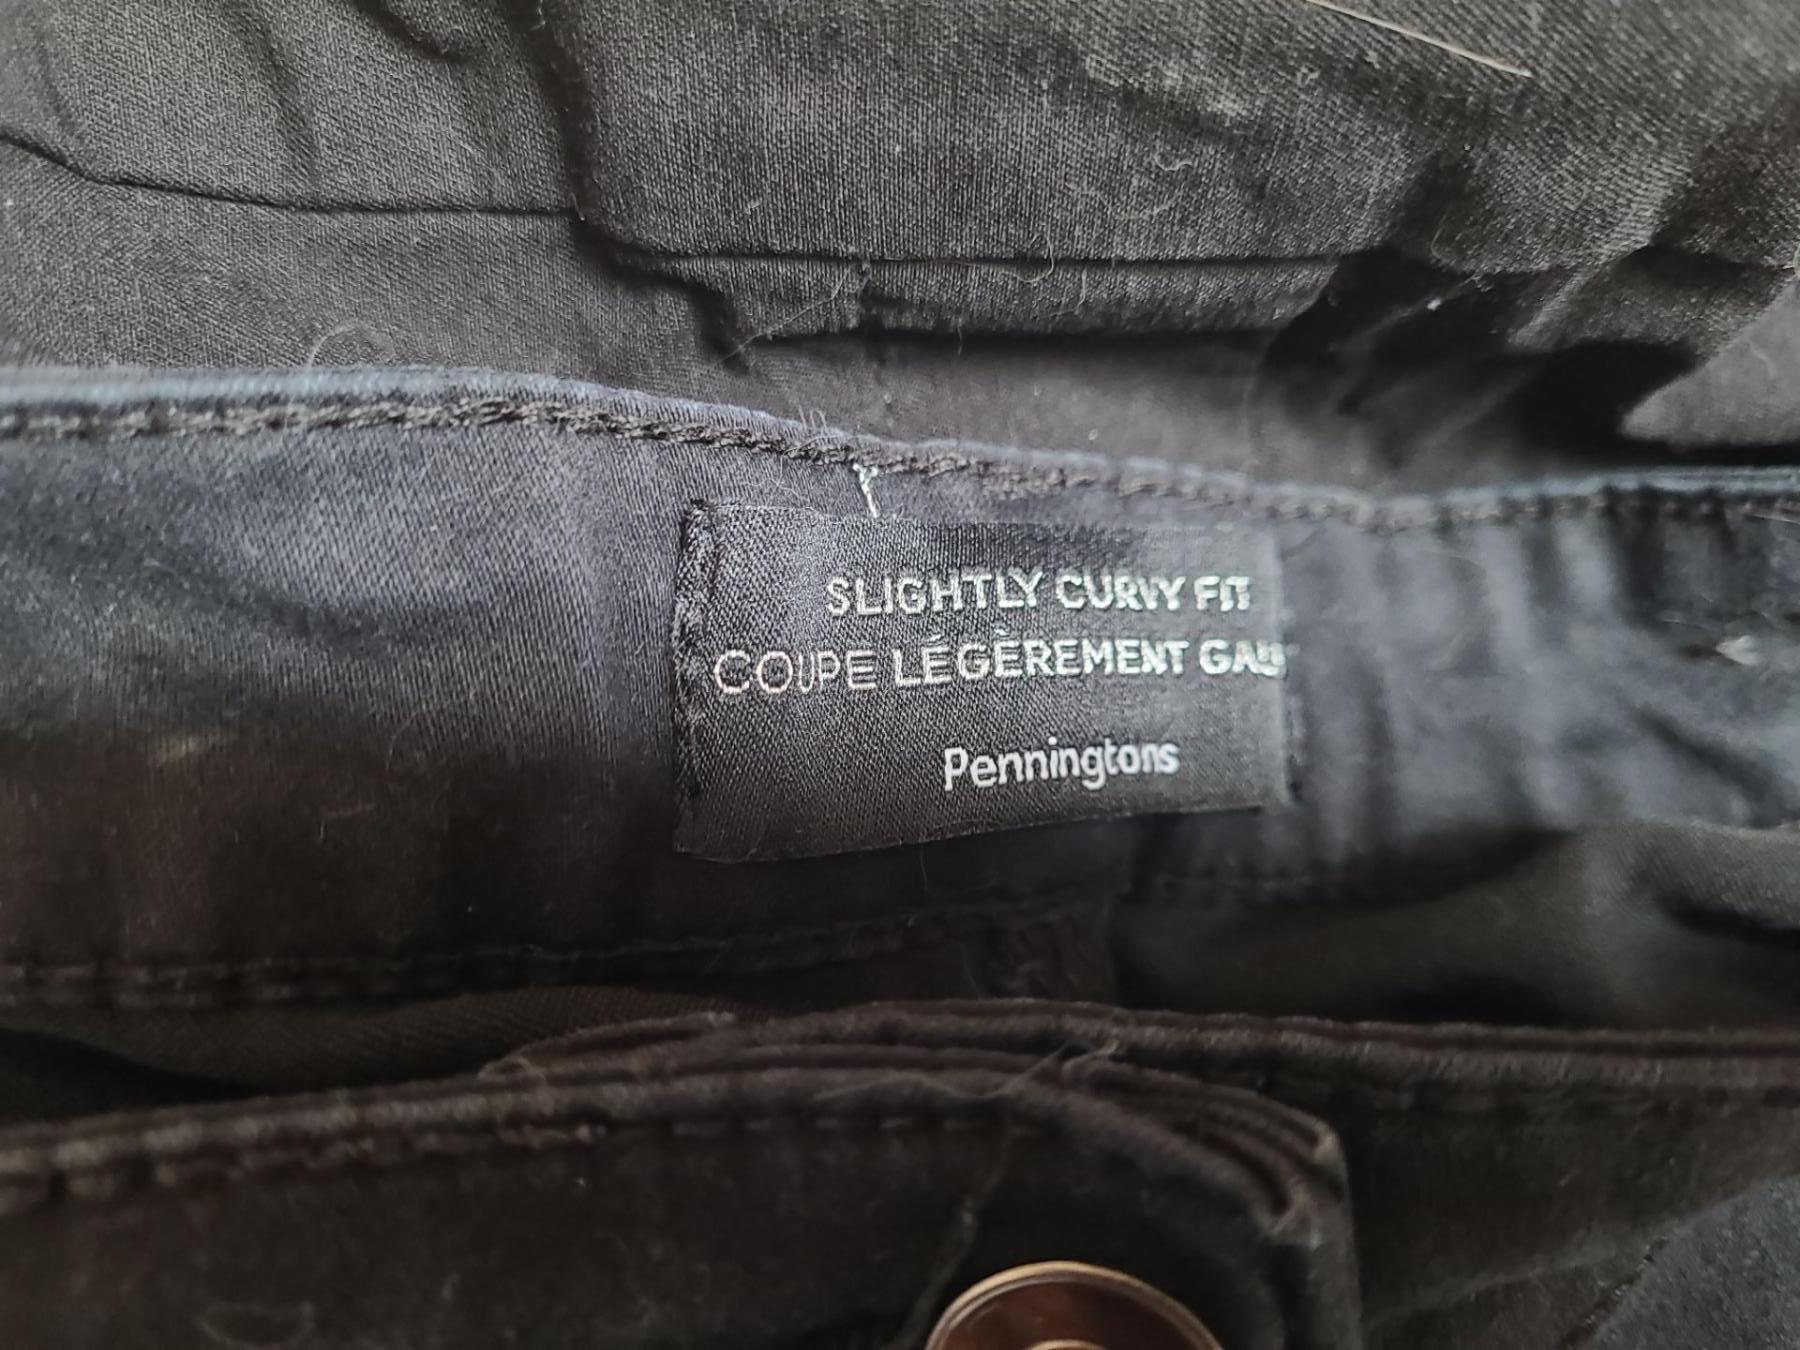 SLIGHTLY CURVY FIT
COUPE LÉGÈREMENT
Penningtons